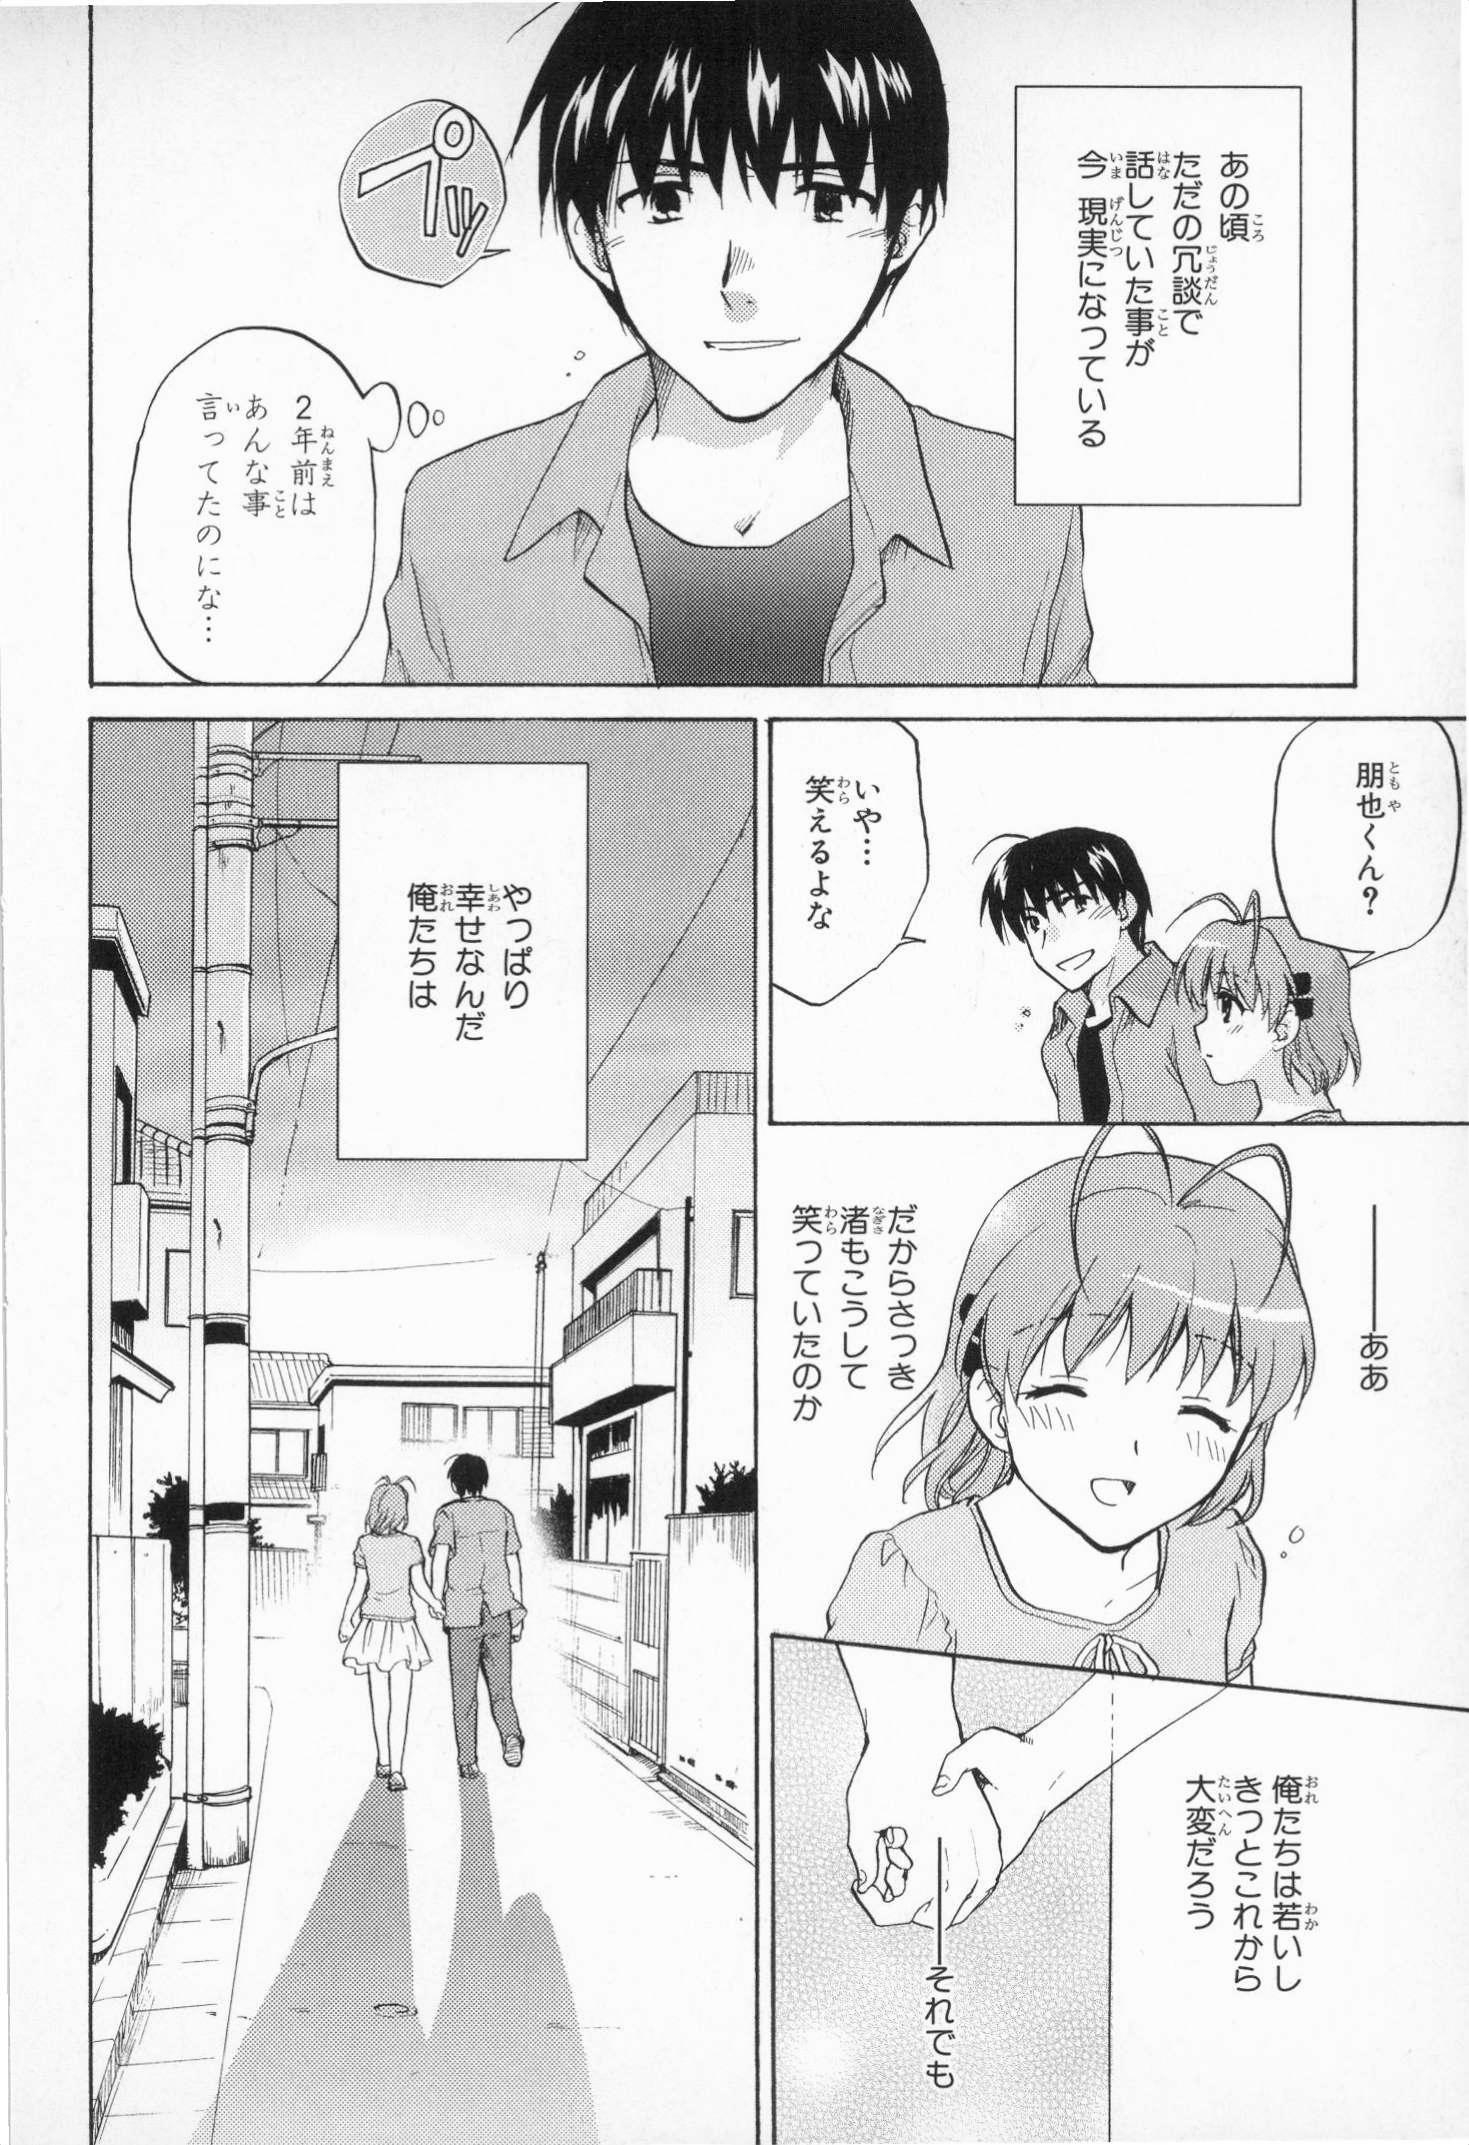 あの頃
ただの冗談で
話していた事が
今 現実になっている
プッ
2年前は
あんな事
言ってたのにな…
朋也くん?
いや…
笑えるよな
――ああ
だからさっき
渚もこうして
笑っていたのか
俺たちは若いし
きっとこれから
大変だろう
――それでも
やっぱり
幸せなんだ
俺たちは